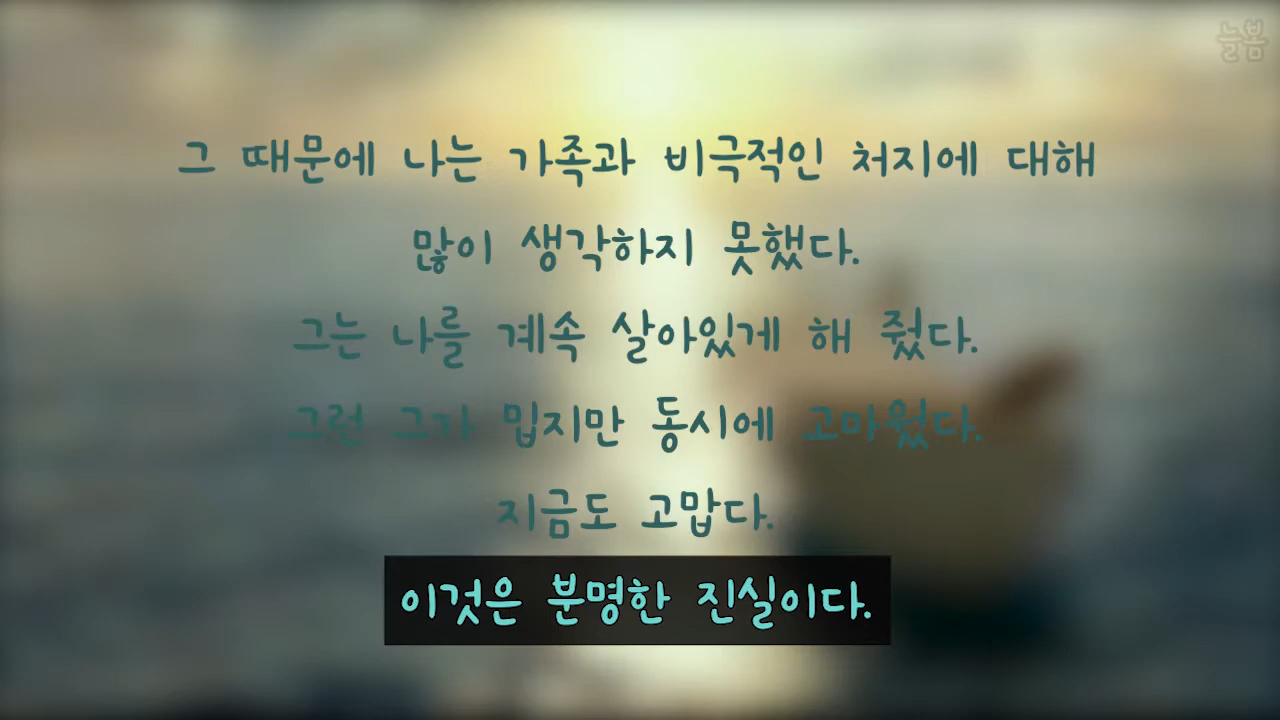 늘봄
그 때문에 나는 가족과 비극적인 처지에 대해
많이 생각하지 못했다.
그는 나를 계속 살아있게 해 줬다.
그런 그가 밉지만 동시에 고마웠다.
지금도 고맙다.
이것은 분명한 진실이다.